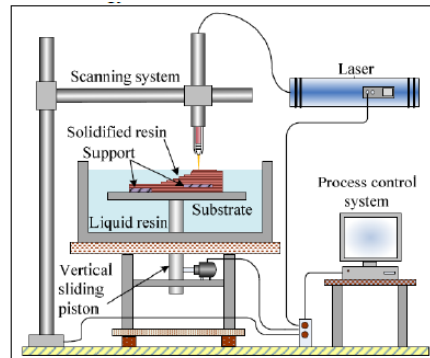 Scanning system
Laser
Solidified resin
Support
Process control
system
Liquid resin
Substrate
Vertical
sliding
piston